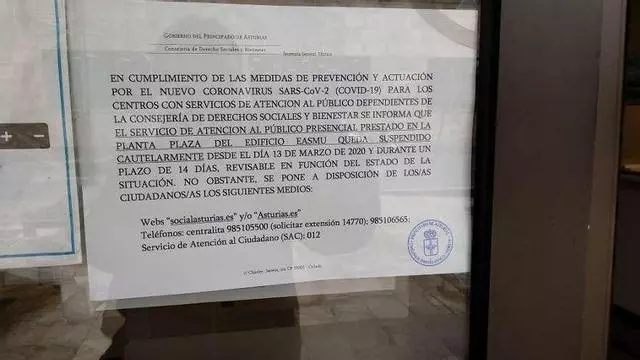 GOBIERNO DEL PRINCIPADO DE ASTURIAS
Consejería de Derechos Sociales y Bienestar
Secretaría General Técnica
EN CUMPLIMIENTO DE LAS MEDIDAS DE PREVENCIÓN Y ACTUACIÓN
POR EL NUEVO CORONAVIRUS SARS-CoV-2 (COVID-19) PARA LOS
CENTROS CON SERVICIOS DE ATENCION AL PÚBLICO DEPENDIENTES DE
LA CONSEJERÍA DE DERECHOS SOCIALES Y BIENESTAR SE INFORMA QUE
EL SERVICIO DE ATENCION AL PÚBLICO PRESENCIAL PRESTADO EN LA
PLANTA PLAZA DEL EDIFICIO EASMU QUEDA SUSPENDIDO
CAUTELARMENTE DESDE EL DÍA 13 DE MARZO DE 2020 Y DURANTE UN
PLAZO DE 14 DÍAS, REVISABLE EN FUNCIÓN DEL ESTADO DE LA
SITUACIÓN. NO OBSTANTE, SE PONE A DISPOSICIÓN DE LOS/AS
CIUDADANOS/AS LOS SIGUIENTES MEDIOS:
Webs "socialasturias.es" y/o "Asturias.es"
Teléfonos: centralita 985105500 (solicitar extensión 14770); 985106565;
Servicio de Atención al Ciudadano (SAC): 012